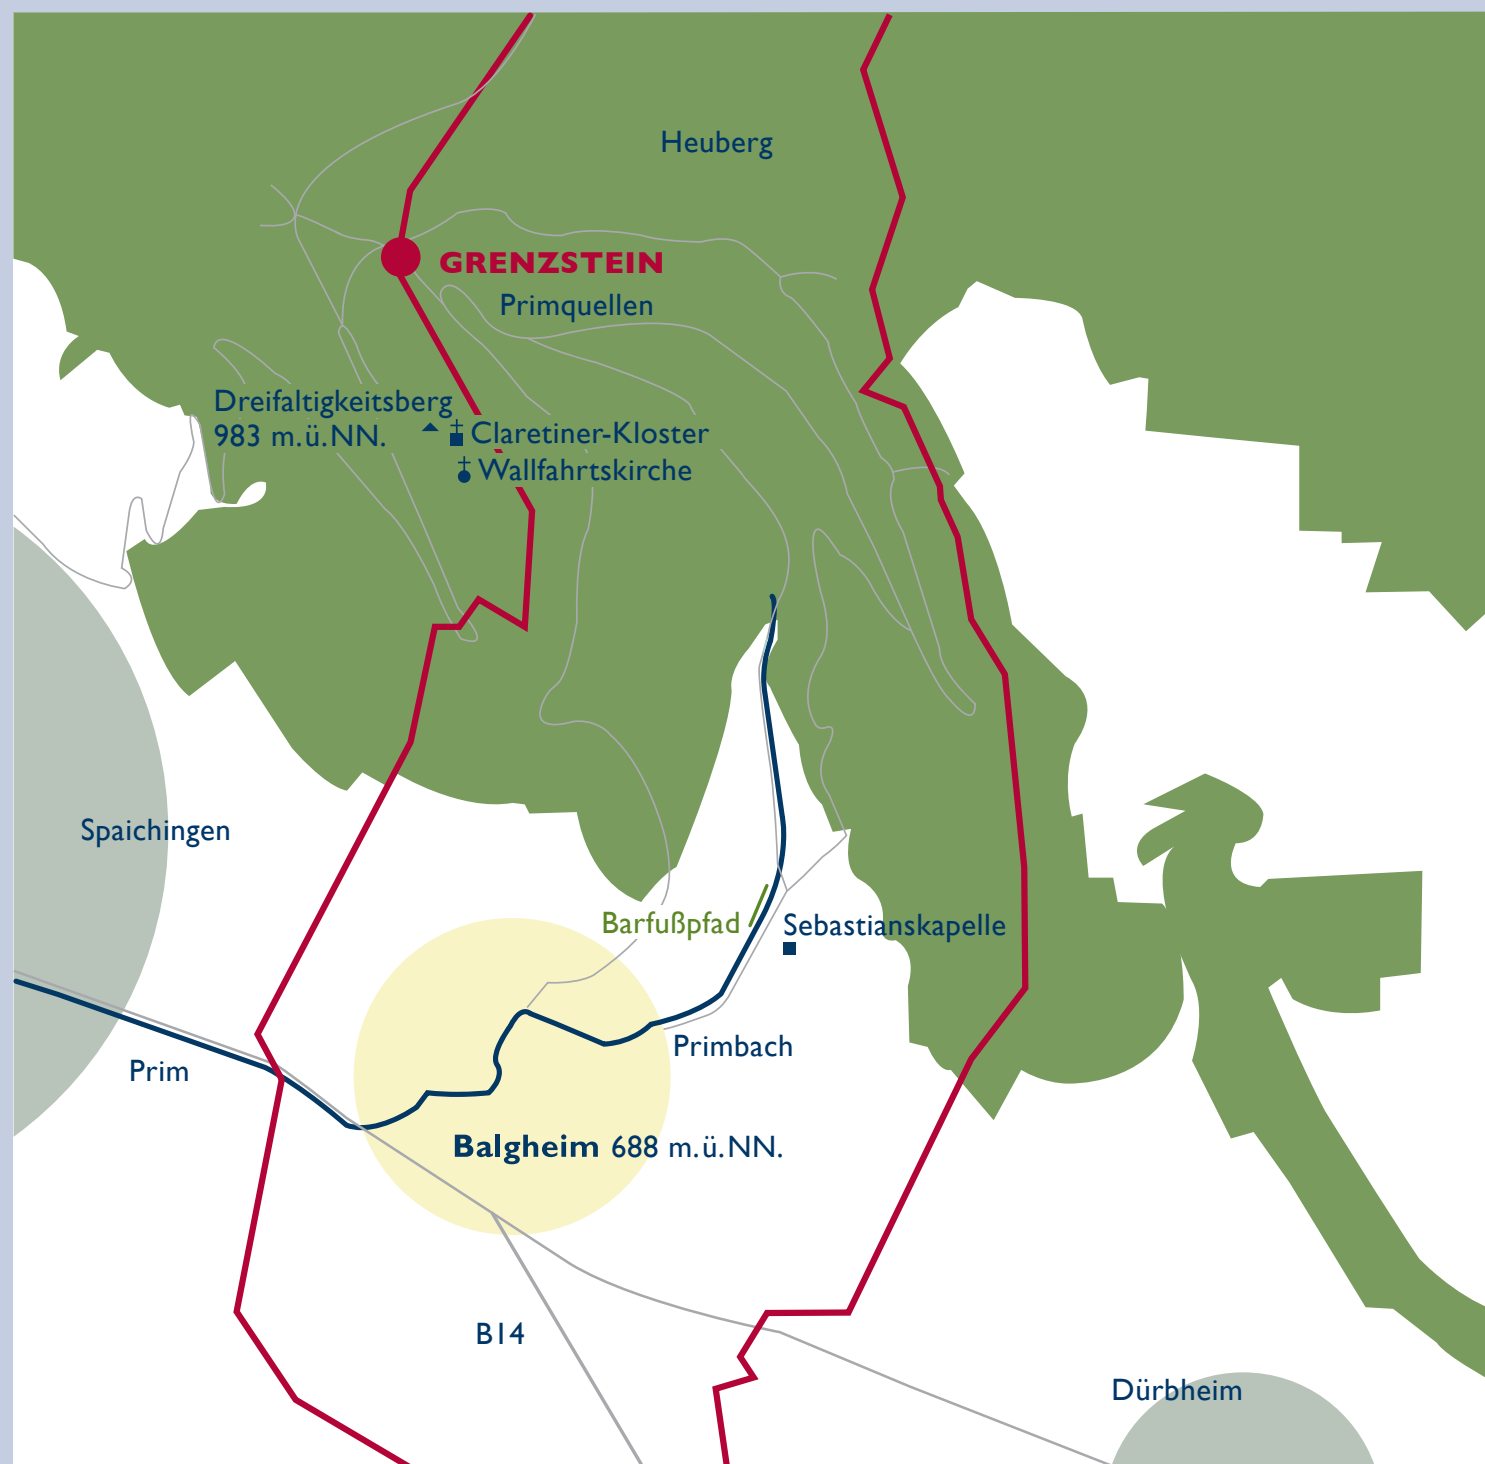 Heuberg
GRENZSTEIN
Primquellen
Dreifaltigkeitsberg
983 m.ü.NN.
Claretiner-Kloster
Wallfahrtskirche
Spaichingen
Barfußpfad
Sebastianskapelle
Primbach
Prim
Balgheim 688 m.ü.NN.
B14
Dürbheim